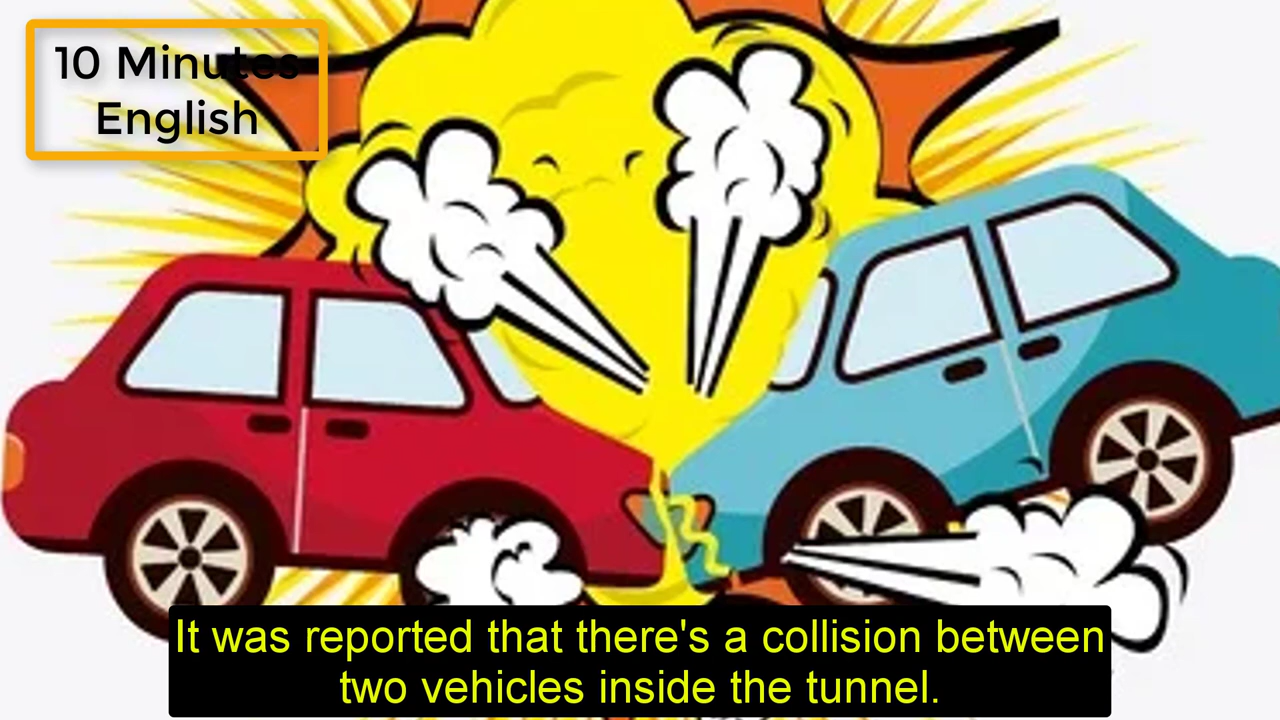 10 Minutes
English
It was reported that there's a collision between
two vehicles inside the tunnel.